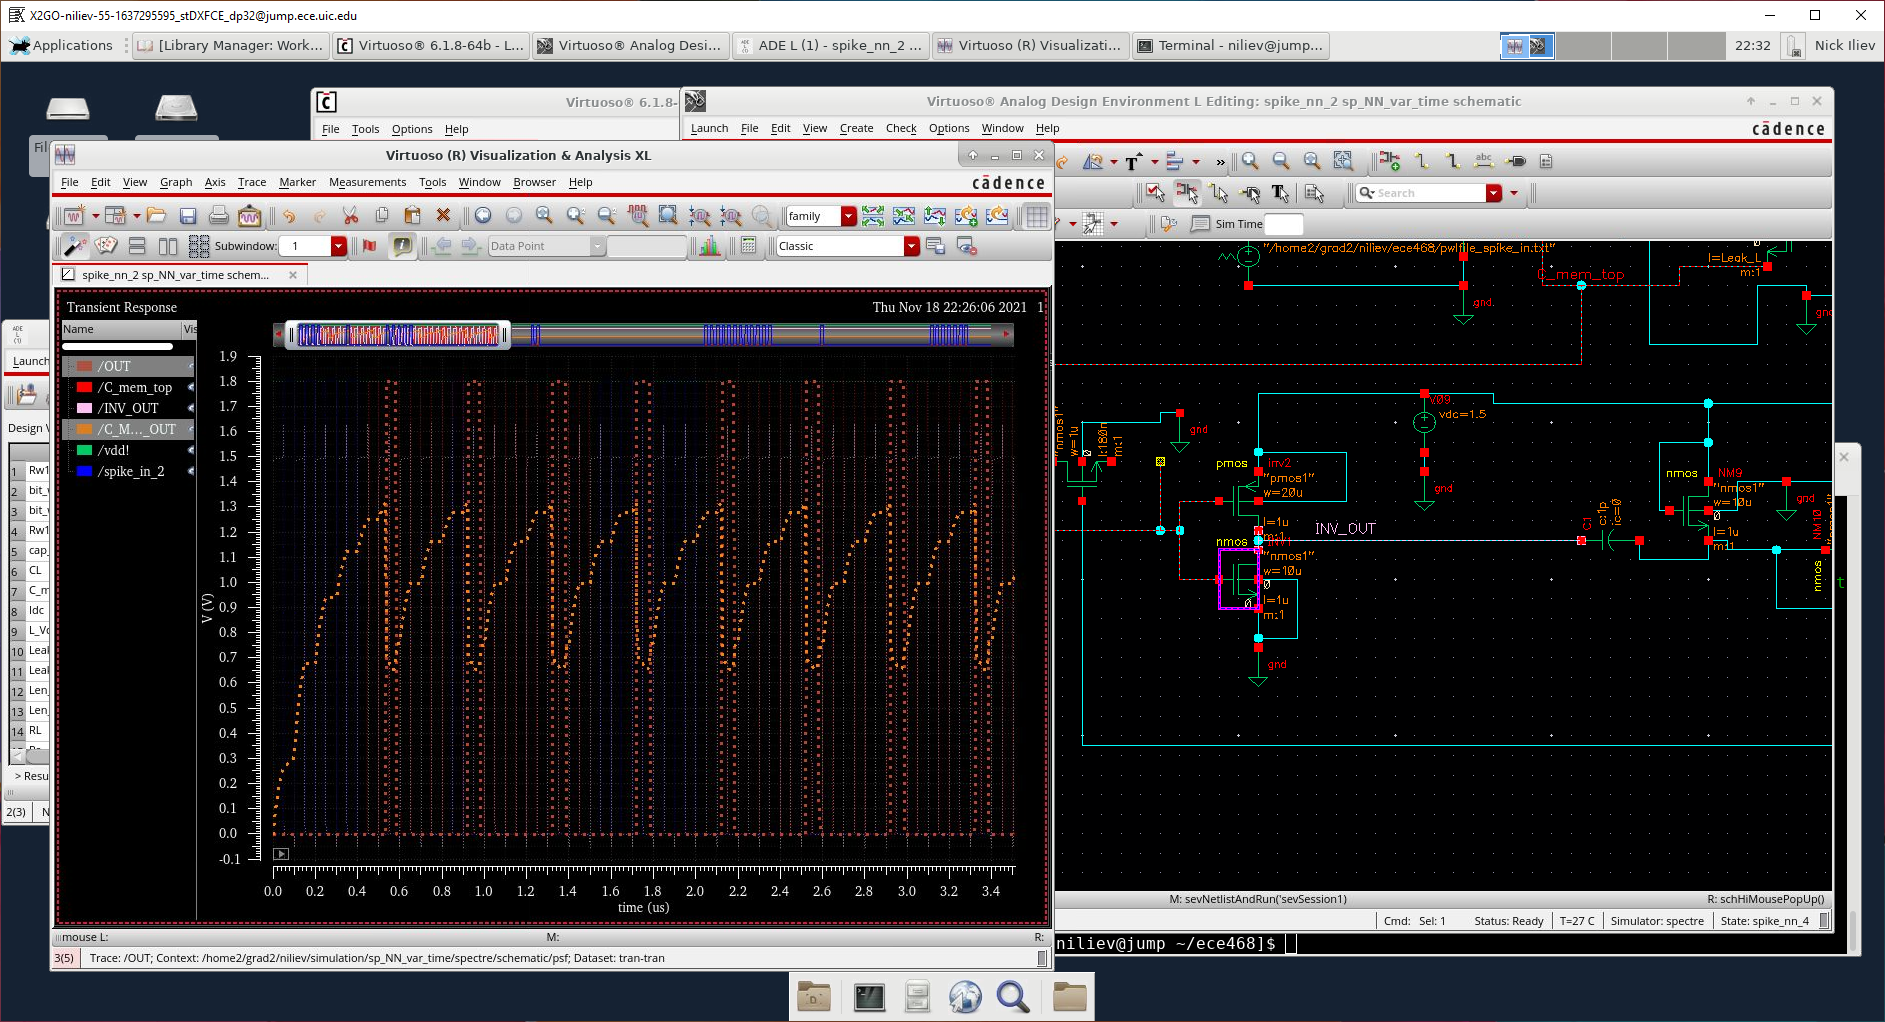 X2GO-niliev-55-1637295595_stDXFCE_dp32@jump.ece.uic.edu
Applications
[Library Manager: Work...
Virtuoso® 6.1.8-64b - L...
Virtuoso® Analog Desi...
ADE L (1) - spike_nn_2 ...
Virtuoso (R) Visualizati...
Terminal - niliev@jump...
22:32
Nick Iliev
Virtuoso® 6.1.8-
File Tools Options Help
Virtuoso® Analog Design Environment L Editing: spike_nn_2 sp_NN_var_time schematic
Launch File Edit View Create Check Options Window Help
cādence
Search
Sim Time
Virtuoso (R) Visualization & Analysis XL
File Edit View Graph Axis Trace Marker Measurements Tools Window Browser Help
cādence
family
Subwindow: 1
Data Point
Classic
spike_nn_2 sp_NN_var_time schem...
Transient Response
Thu Nov 18 22:26:06 2021 1
Name
Vis
/OUT
/C_mem_top
/INV_OUT
/C_M..._OUT
/vdd!
/spike_in_2
1.9
1.8
1.7
1.6
1.5
1.4
1.3
1.2
1.1
1.0
0.9
0.8
0.7
0.6
0.5
0.4
0.3
0.2
0.1
0.0
-0.1
V (V)
0.0 0.2 0.4 0.6 0.8 1.0 1.2 1.4 1.6 1.8 2.0 2.2 2.4 2.6 2.8 3.0 3.2 3.4
time (us)
mouse L:
M:
R:
3(5)
Trace: /OUT; Context: /home2/grad2/niliev/simulation/sp_NN_var_time/spectre/schematic/psf; Dataset: tran-tran
Fil
Launch
Design V
1 Rw1
2 bit_
3 bit_
4 Rw1
5 cap_
6 CL
7 C_m
8 Idc
9 L_Vc
10 Leak
11 Leak
12 Len_
13 Len_
14 RL
> Resu
2(3)
N
"/home2/grad2/niliev/ece468/pwlfile_spike_in.txt"
gnd
C_mem_top
l=Leak_L
m:1
gnd
"nmos1"
w=1u
l:180n
m:1
gnd
pmos
inv2
"pmos1"
w=20u
l=1u
m:1
nmos
"nmos1"
w=10u
l=1u
m:1
gnd
INV_OUT
V09
vdc=1.5
gnd
C1
c:1p
ic=0
nmos
NM9
"nmos1"
w=10u
l=1u
m:1
gnd
NM10
nmos
M: sevNetlistAndRun('sevSession1)
R: schHiMousePopUp()
Cmd: Sel: 1
Status: Ready
T=27 C
Simulator: spectre
State: spike_nn_4
niliev@jump ~/ece468]$